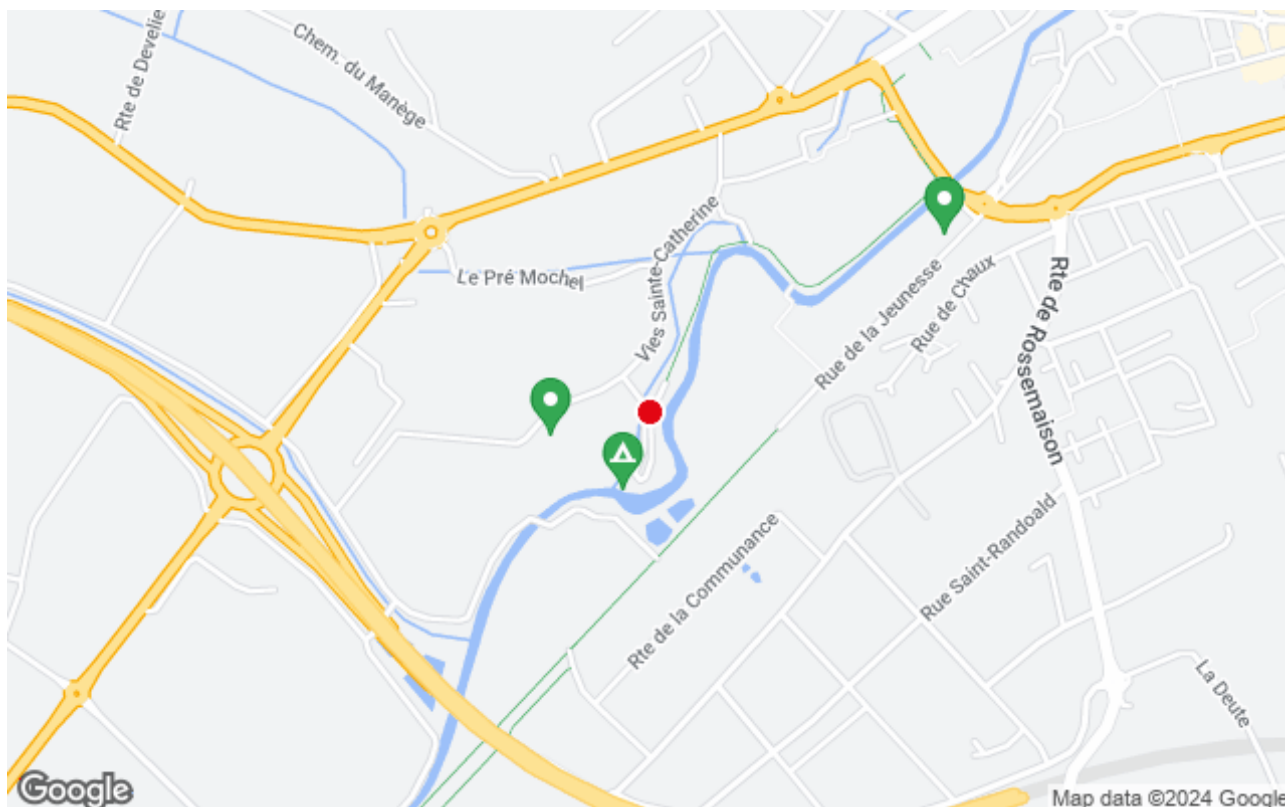 Rte de Develie
Chem. du Manège
Le Pré Mochel
Vies Sainte-Catherine
Rue de la Jeunesse
Rue de Chaux
Rte de Rossemaison
Rte de la Communance
Rue Saint-Randoald
La Deute
Google
Map data ©2024 Google